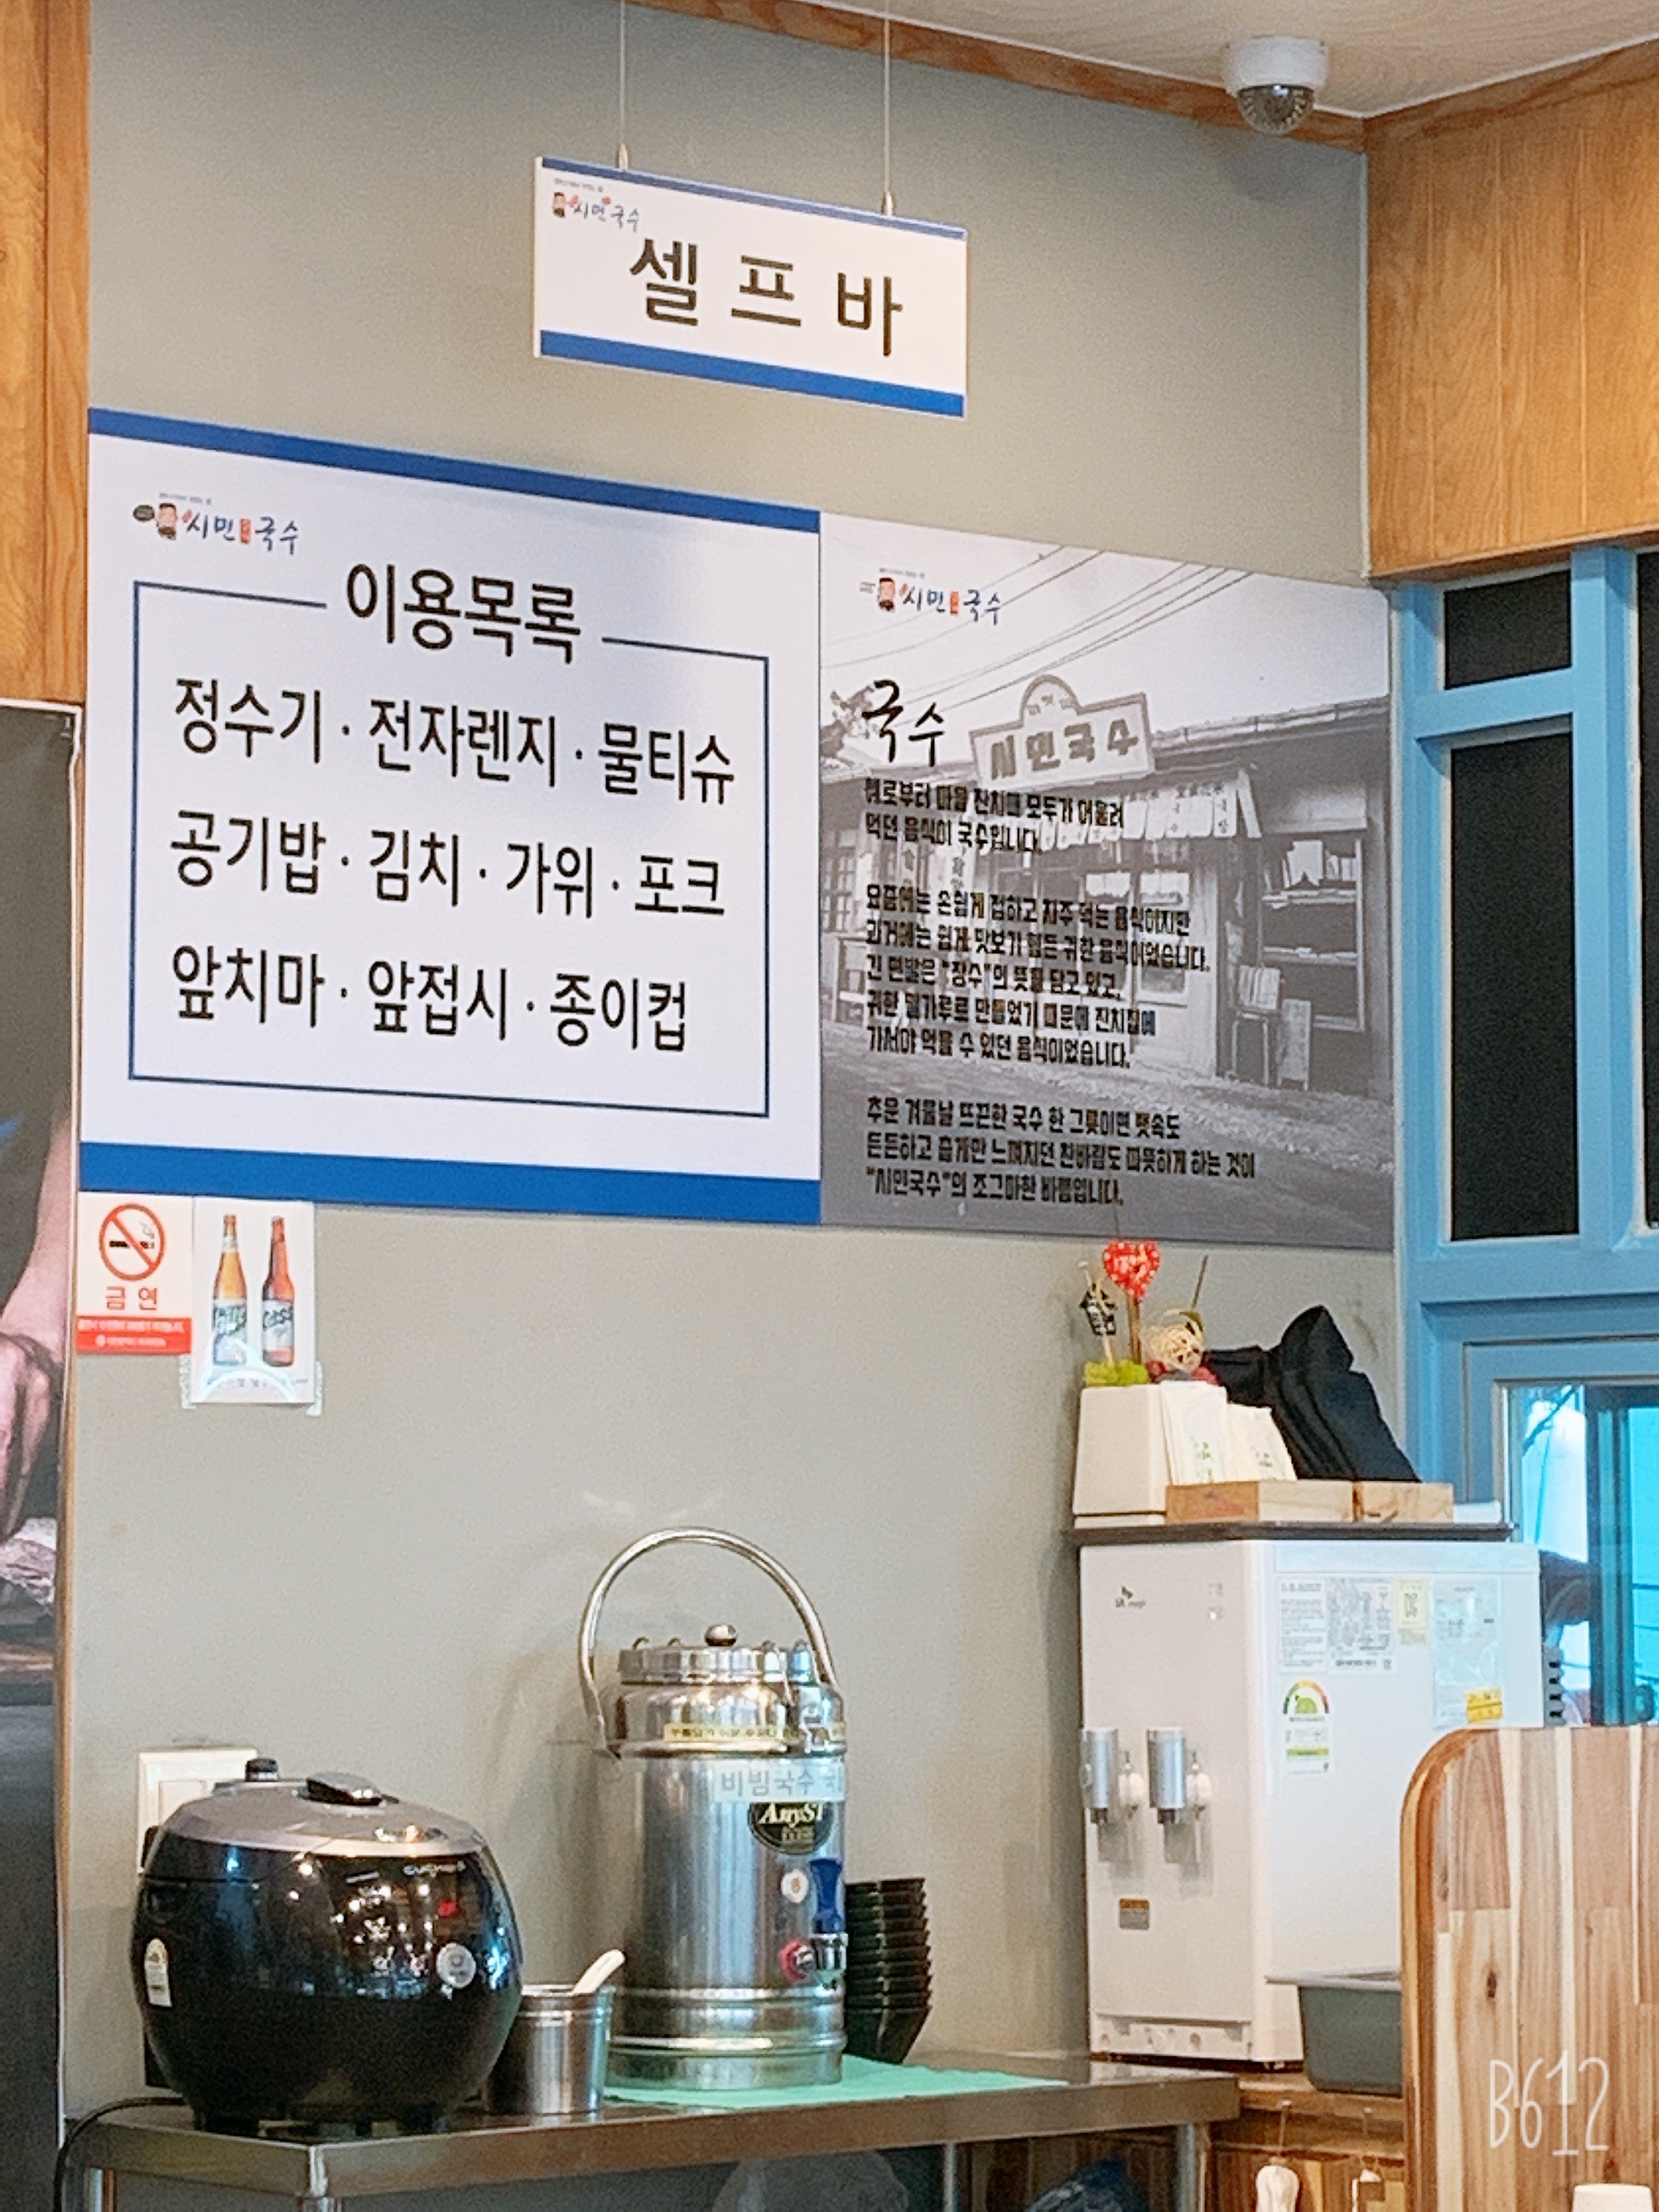 시민국수
셀프바
시민국수
이용목록
정수기 · 전자렌지 · 물티슈
공기밥 · 김치 · 가위 · 포크
앞치마 · 앞접시 · 종이컵
시민국수
국수
시민국수
예로부터 마을 잔치때 모두가 어울려
먹던 음식이 국수입니다.
요즘에는 손쉽게 접하고 자주 먹는 음식이지만
과거에는 쉽게 맛보기 힘든 귀한 음식이었습니다.
긴 면발은 "장수"의 뜻을 담고 있고,
귀한 밀가루로 만들었기 때문에 잔치집에
가서야 먹을 수 있던 음식이었습니다.
추운 겨울날 뜨끈한 국수 한 그릇이면 뱃속도
든든하고 춥게만 느껴지던 찬바람도 따뜻하게 하는 것이
"시민국수"의 조그마한 바램입니다.
금연
비빔국수
AnyST
B612